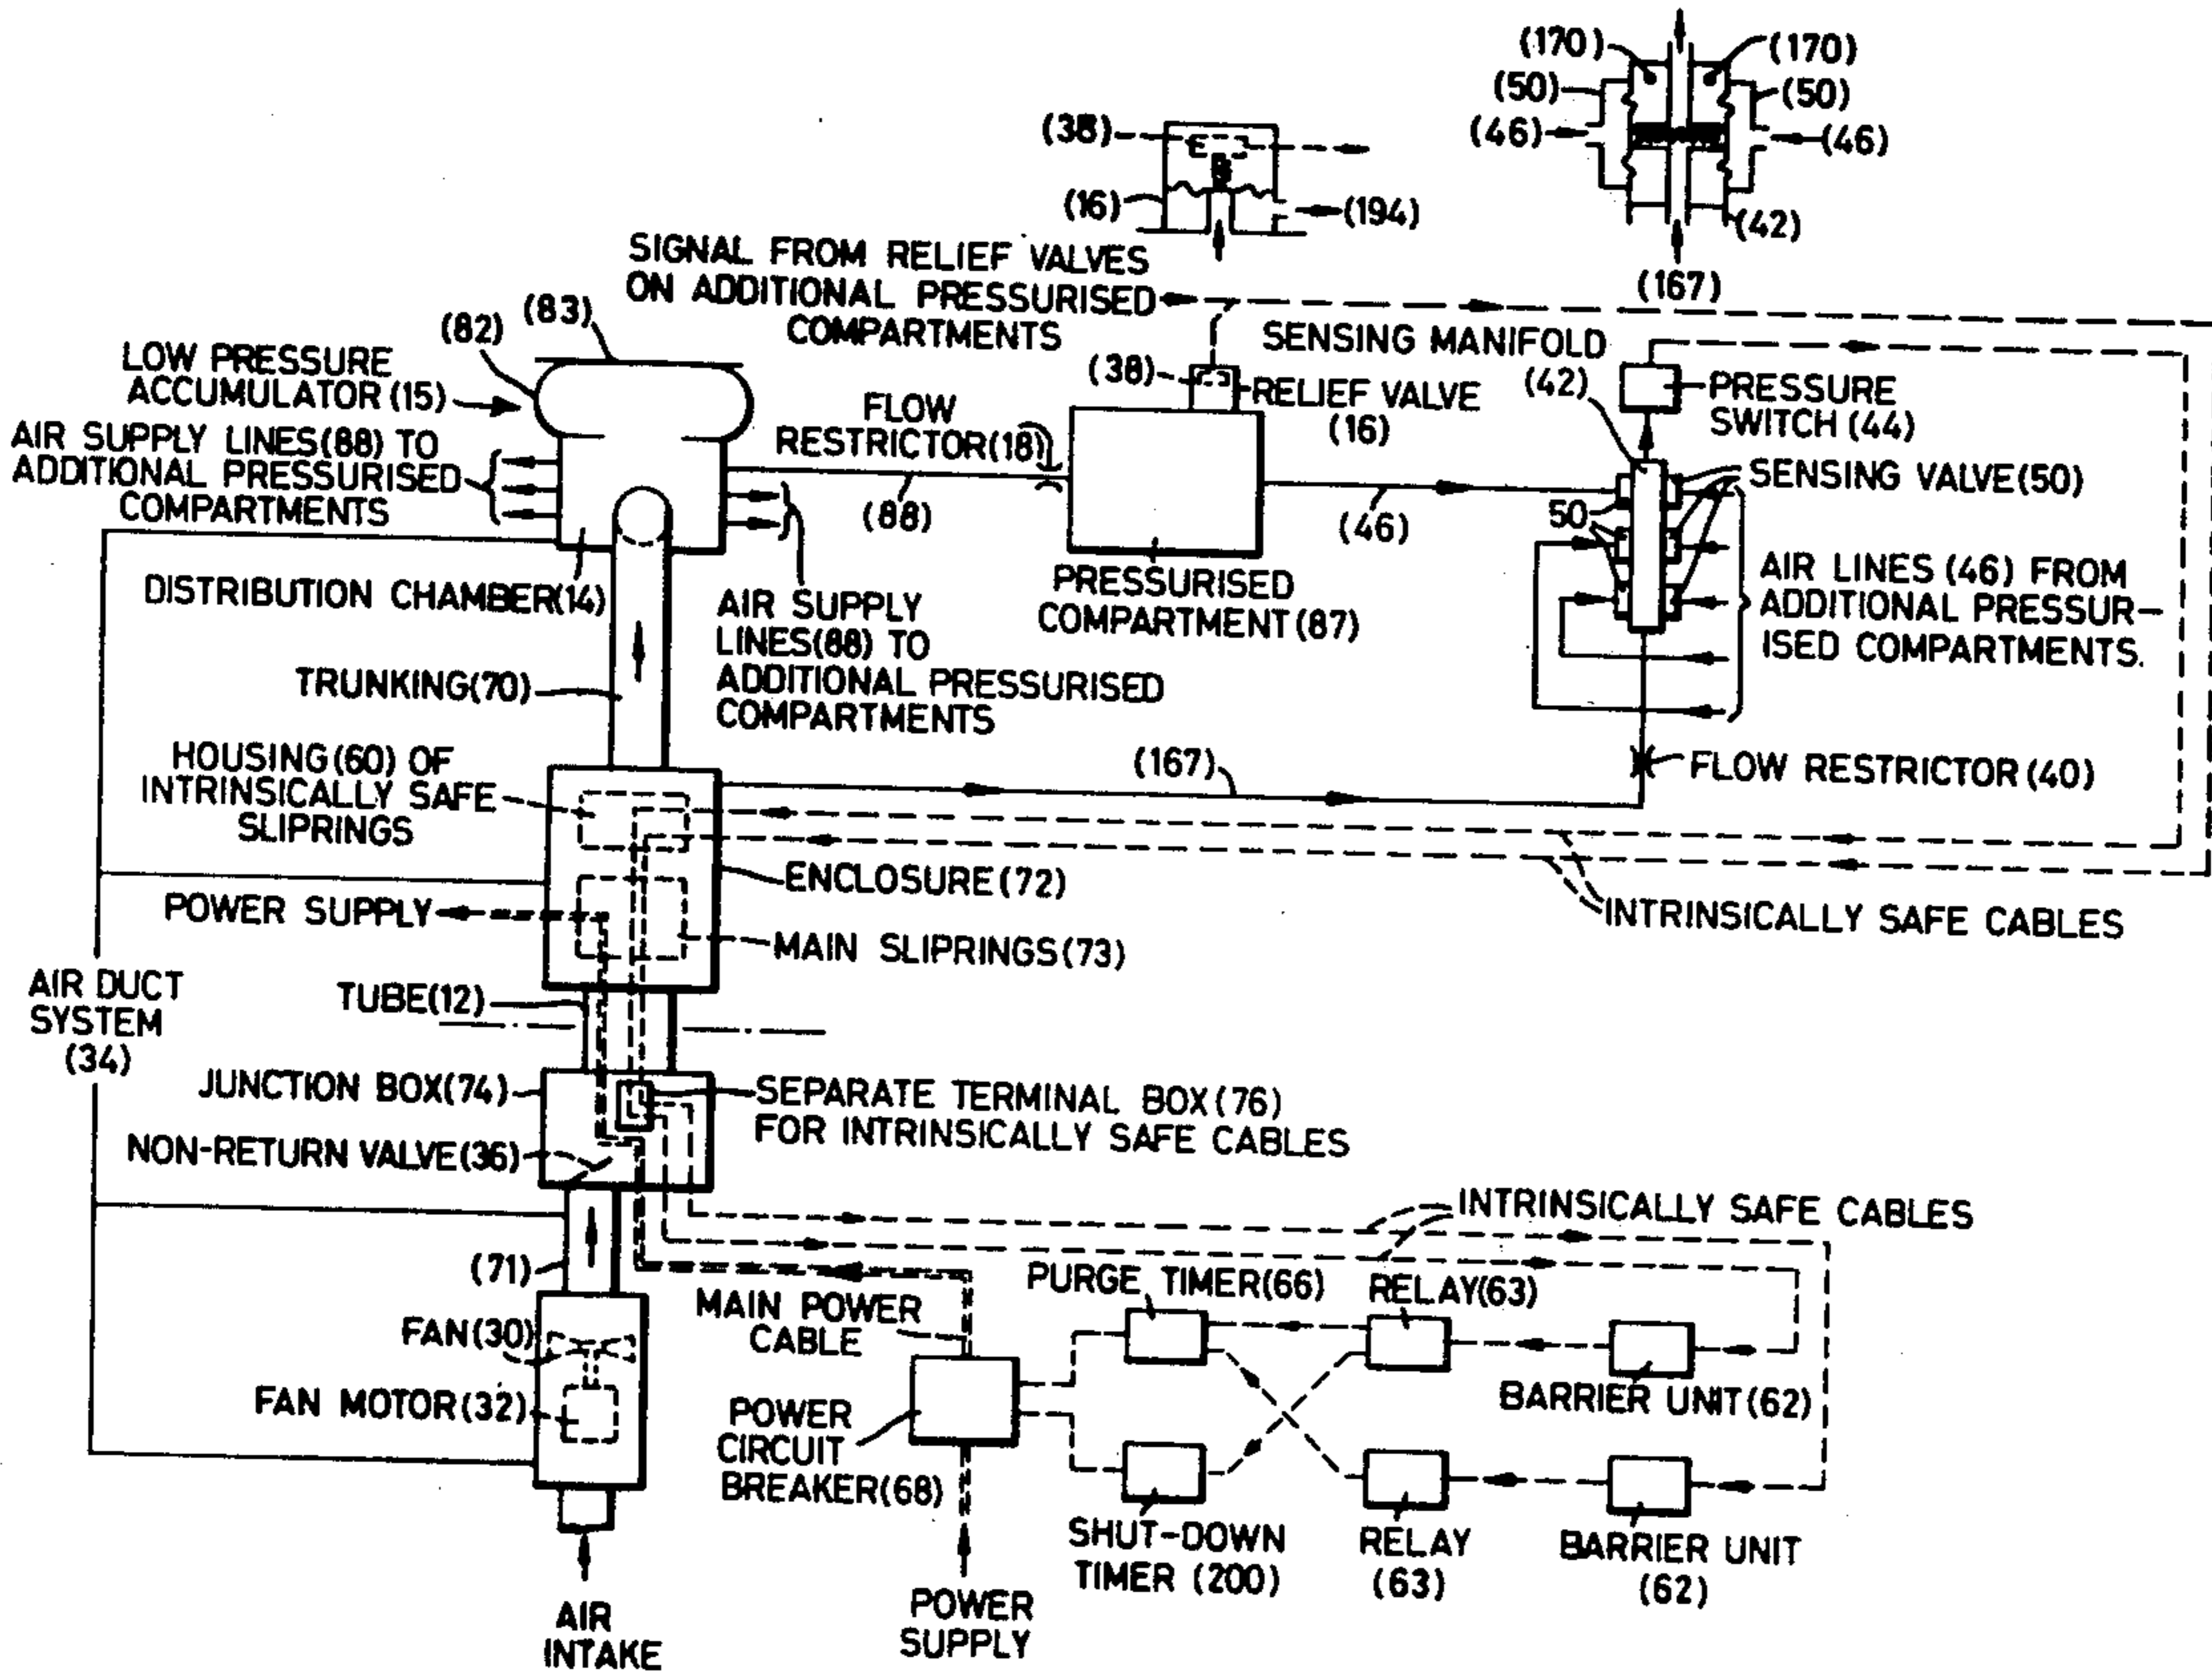 (170)
(170)
(50)
(50)
(46)
(46)
(42)
(167)
(38)
(16)
(194)
SIGNAL FROM RELIEF VALVES
ON ADDITIONAL PRESSURISED
COMPARTMENTS
(82)
(83)
LOW PRESSURE
ACCUMULATOR (15)
AIR SUPPLY LINES (88) TO
ADDITIONAL PRESSURISED
COMPARTMENTS
FLOW
RESTRICTOR (18)
(88)
(38)
RELIEF VALVE
(16)
SENSING MANIFOLD
(42)
PRESSURE
SWITCH (44)
SENSING VALVE (50)
50
(46)
AIR LINES (46) FROM
ADDITIONAL PRESSUR-
ISED COMPARTMENTS.
DISTRIBUTION CHAMBER (14)
PRESSURISED
COMPARTMENT (87)
AIR SUPPLY
LINES (88) TO
ADDITIONAL PRESSURISED
COMPARTMENTS
TRUNKING (70)
HOUSING (60) OF
INTRINSICALLY SAFE
SLIPRINGS
(167)
FLOW RESTRICTOR (40)
ENCLOSURE (72)
POWER SUPPLY
MAIN SLIPRINGS (73)
INTRINSICALLY SAFE CABLES
AIR DUCT
SYSTEM
(34)
TUBE (12)
JUNCTION BOX (74)
SEPARATE TERMINAL BOX (76)
FOR INTRINSICALLY SAFE CABLES
NON-RETURN VALVE (36)
INTRINSICALLY SAFE CABLES
(71)
MAIN POWER
CABLE
PURGE TIMER (66)
RELAY (63)
BARRIER UNIT (62)
FAN (30)
FAN MOTOR (32)
POWER
CIRCUIT
BREAKER (68)
SHUT-DOWN
TIMER (200)
RELAY
(63)
BARRIER UNIT
(62)
AIR
INTAKE
POWER
SUPPLY